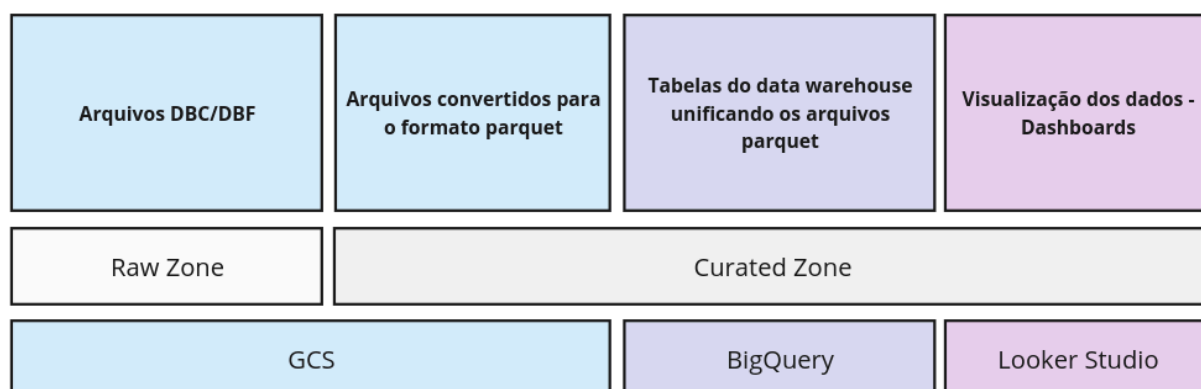 Arquivos DBC/DBF
Arquivos convertidos para
o formato parquet
Tabelas do data warehouse
unificando os arquivos
parquet
Visualização dos dados -
Dashboards
Raw Zone
Curated Zone
GCS
BigQuery
Looker Studio